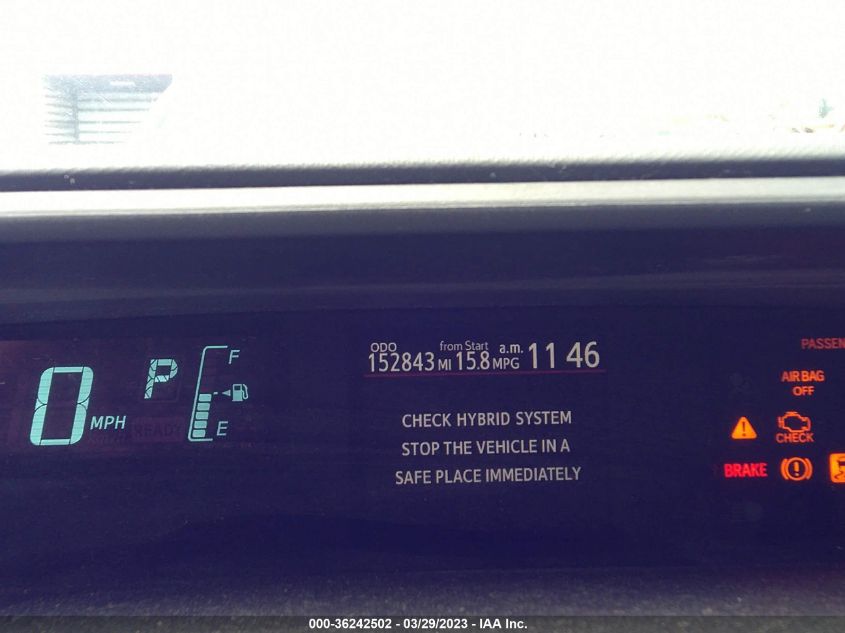 0 MPH P F
E
READY
ODO from Start a.m. 11 46
152843 MI 15.8 MPG
CHECK HYBRID SYSTEM
STOP THE VEHICLE IN A
SAFE PLACE IMMEDIATELY
PASSEN
AIR BAG
OFF
CHECK
BRAKE
000-36242502 - 03/29/2023 - IAA Inc.